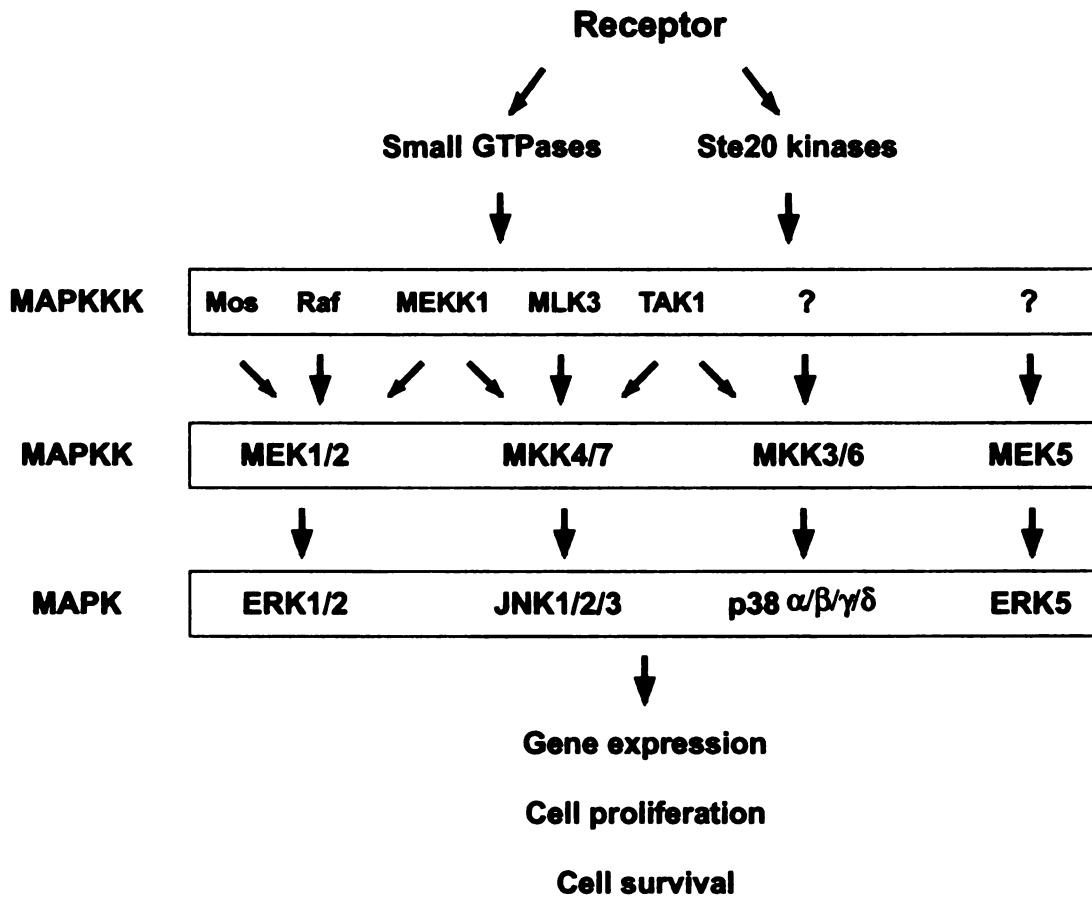 Receptor
Small GTPases Ste20 kinases
MAPKKK Mos Raf MEKK1 MLK3 TAK1 ? ?
MAPKK MEK1/2 MKK4/7 MKK3/6 MEK5
MAPK ERK1/2 JNK1/2/3 p38 α/β/γ/δ ERK5
Gene expression
Cell proliferation
Cell survival